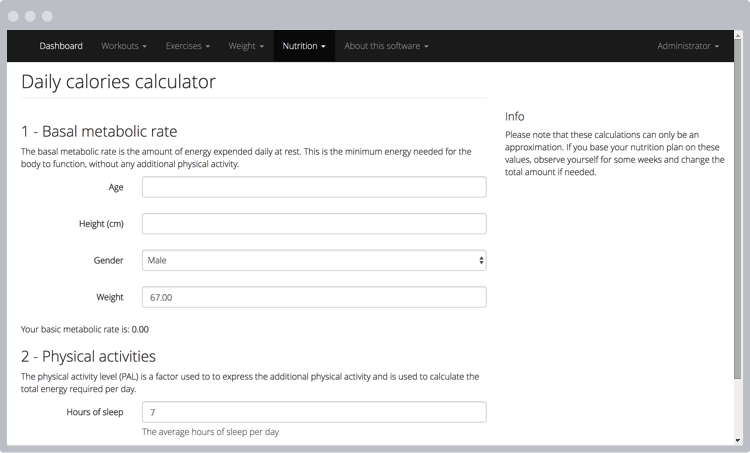 Dashboard Workouts Exercises Weight Nutrition About this software Administrator
Daily calories calculator
1 - Basal metabolic rate
The basal metabolic rate is the amount of energy expended daily at rest. This is the minimum energy needed for the
body to function, without any additional physical activity.
Age
Height (cm)
Gender Male
Weight 67.00
Your basic metabolic rate is: 0.00
2 - Physical activities
The physical activity level (PAL) is a factor used to to express the additional physical activity and is used to calculate the
total energy required per day.
Hours of sleep 7
The average hours of sleep per day
Info
Please note that these calculations can only be an
approximation. If you base your nutrition plan on these
values, observe yourself for some weeks and change the
total amount if needed.